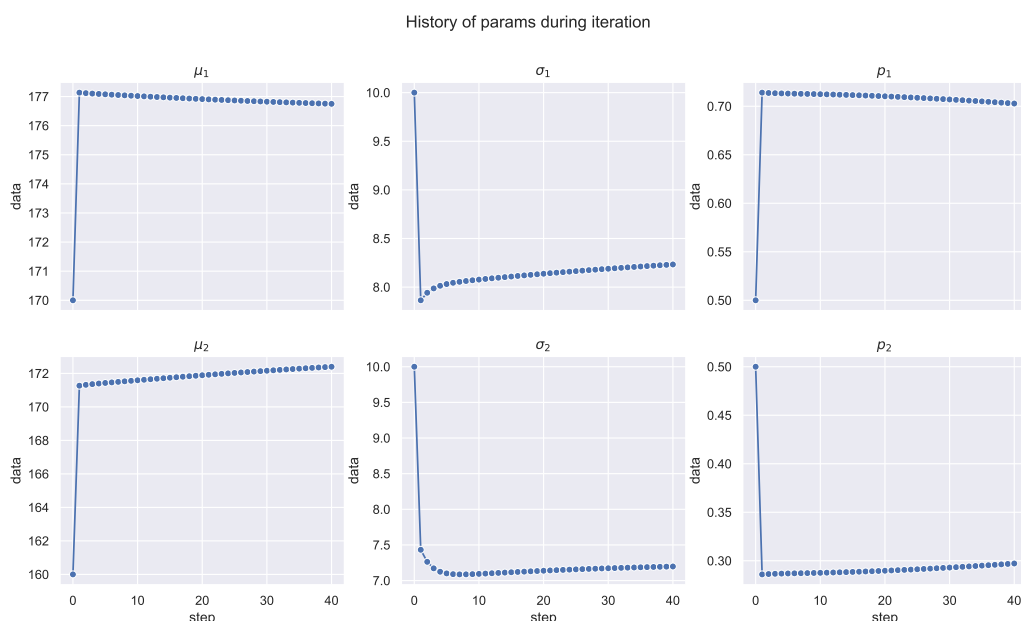 History of params during iteration
μ₁
σ₁
p₁
data
177
176
175
174
173
172
171
170
data
10.0
9.5
9.0
8.5
8.0
data
0.70
0.65
0.60
0.55
0.50
μ₂
σ₂
p₂
data
172
170
168
166
164
162
160
data
10.0
9.5
9.0
8.5
8.0
7.5
7.0
data
0.50
0.45
0.40
0.35
0.30
0 10 20 30 40
0 10 20 30 40
0 10 20 30 40
step
step
step